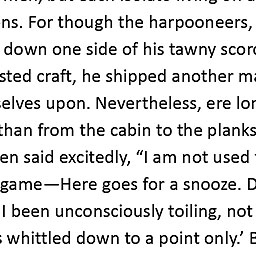 ns. For though the harpooneers,
down one side of his tawny scor
sted craft, he shipped another ma
selves upon. Nevertheless, ere lon
than from the cabin to the planks
en said excitedly, “I am not used
game—Here goes for a snooze. D
I been unconsciously toiling, not
s whittled down to a point only.’ B